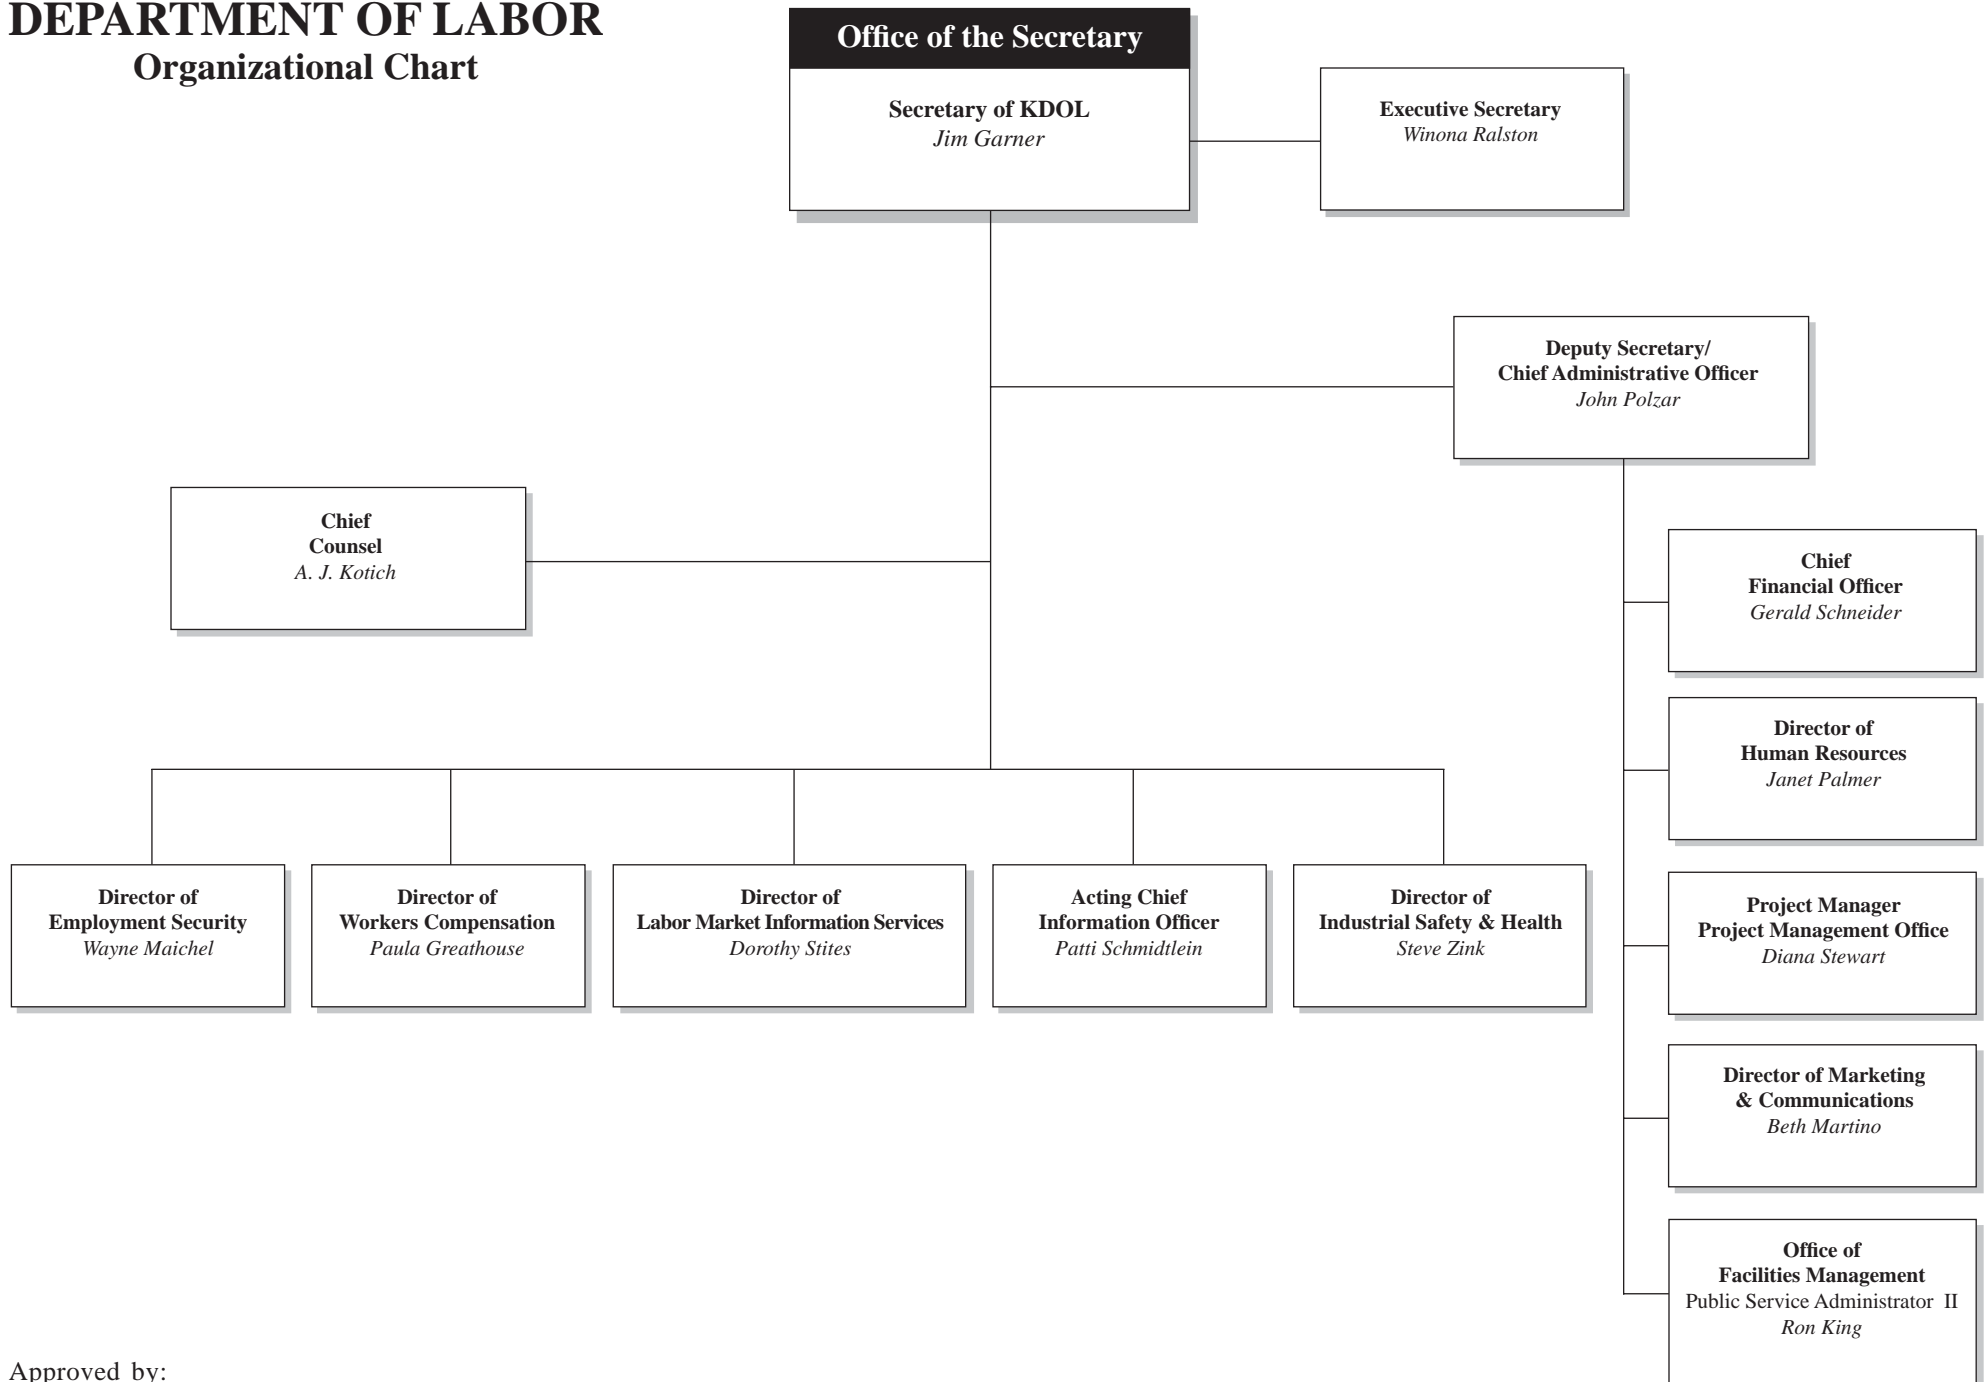 DEPARTMENT OF LABOR
Organizational Chart
Office of the Secretary
Secretary of KDOL
Jim Garner
Executive Secretary
Winona Ralston
Deputy Secretary/
Chief Administrative Officer
John Polzar
Chief
Counsel
A. J. Kotich
Chief
Financial Officer
Gerald Schneider
Director of
Human Resources
Janet Palmer
Director of
Employment Security
Wayne Maichel
Director of
Workers Compensation
Paula Greathouse
Director of
Labor Market Information Services
Dorothy Stites
Acting Chief
Information Officer
Patti Schmidtlein
Director of
Industrial Safety & Health
Steve Zink
Project Manager
Project Management Office
Diana Stewart
Director of Marketing
& Communications
Beth Martino
Office of
Facilities Management
Public Service Administrator II
Ron King
Approved by: